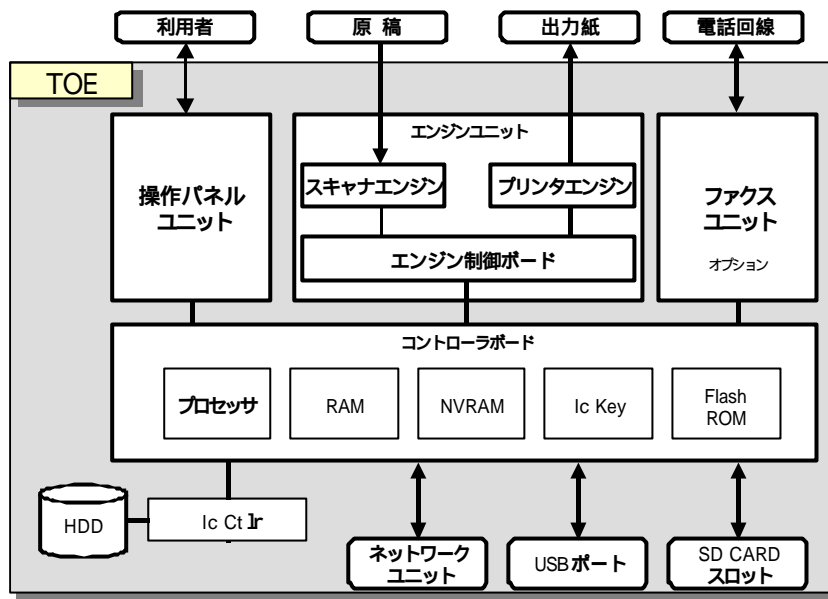 利用者
原 稿
出力紙
電話回線
TOE
操作パネル
ユニット
エンジンユニット
スキャナエンジン
プリンタエンジン
エンジン制御ボード
ファクス
ユニット
オプション
コントローラボード
プロセッサ
RAM
NVRAM
Ic Key
Flash
ROM
HDD
Ic Ctlr
ネットワーク
ユニット
USBポート
SD CARD
スロット